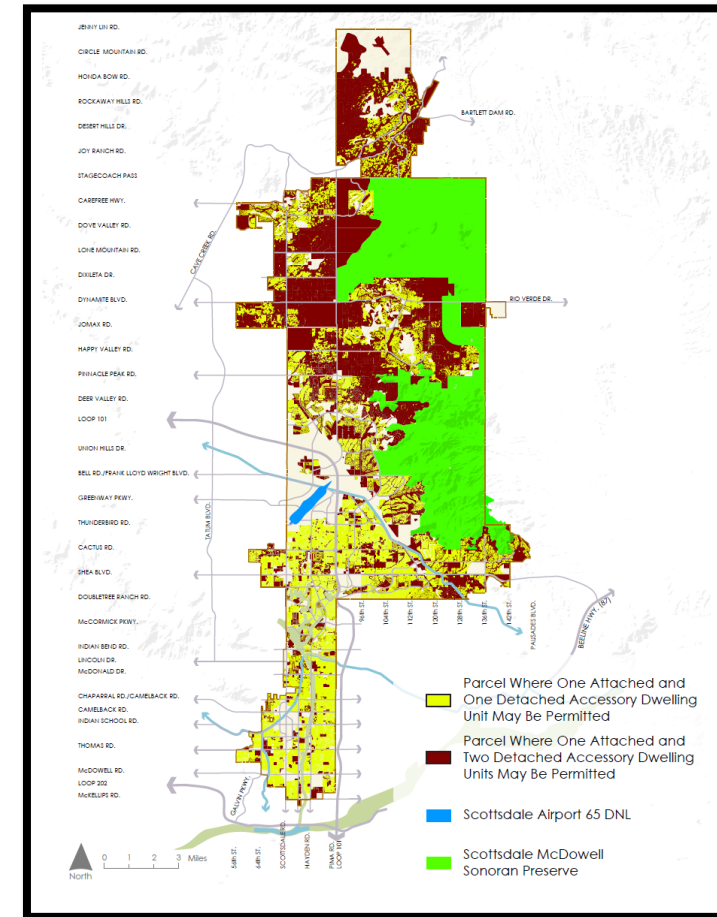 JENNY LIN RD.
CIRCLE MOUNTAIN RD.
HONDA BOW RD.
ROCKAWAY HILLS RD.
DESERT HILLS DR.
JOY RANCH RD.
STAGECOACH PASS
CAREFREE HWY.
DOVE VALLEY RD.
LONE MOUNTAIN RD.
DIXILETA DR.
DYNAMITE BLVD.
JOMAX RD.
HAPPY VALLEY RD.
PINNACLE PEAK RD.
DEER VALLEY RD.
LOOP 101
UNION HILLS DR.
BELL RD./FRANK LLOYD WRIGHT BLVD.
GREENWAY PKWY.
THUNDERBIRD RD.
CACTUS RD.
SHEA BLVD.
DOUBLETREE RANCH RD.
McCORMICK PKWY.
INDIAN BEND RD.
LINCOLN DR.
McDONALD DR.
CHAPARRAL RD./CAMELBACK RD.
CAMELBACK RD.
INDIAN SCHOOL RD.
THOMAS RD.
McDOWELL RD.
LOOP 202
McKELLIPS RD.
BARTLETT DAM RD.
CAVE CREEK RD.
RIO VERDE DR.
TATUM BLVD.
96th ST.
104th ST.
112th ST.
120th ST.
128th ST.
136th ST.
142th ST.
PALISADES BLVD.
BEELINE HWY. (87)
GALVIN PKWY.
56th ST.
64th ST.
SCOTTSDALE RD.
HAYDEN RD.
PIMA RD.
LOOP 101
Parcel Where One Attached and
One Detached Accessory Dwelling
Unit May Be Permitted
Parcel Where One Attached and
Two Detached Accessory Dwelling
Units May Be Permitted
Scottsdale Airport 65 DNL
Scottsdale McDowell
Sonoran Preserve
0 1 2 3 Miles
North